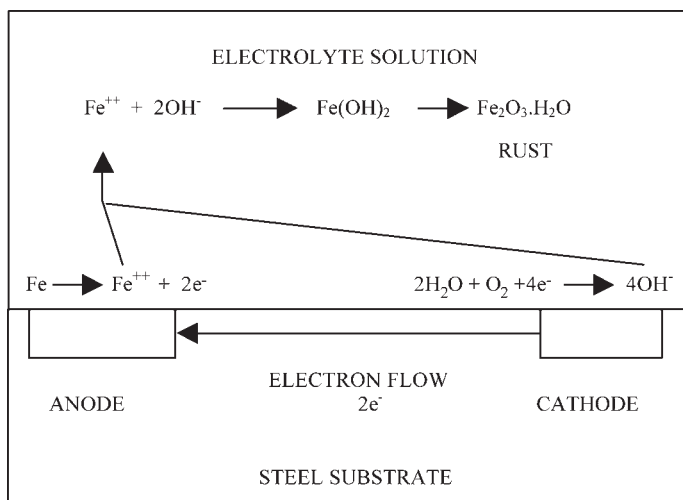 ELECTROLYTE SOLUTION
Fe⁺⁺ + 2OH⁻ → Fe(OH)₂ → Fe₂O₃.H₂O
RUST
Fe → Fe⁺⁺ + 2e⁻ 2H₂O + O₂ +4e⁻ → 4OH⁻
ELECTRON FLOW
2e⁻
ANODE CATHODE
STEEL SUBSTRATE